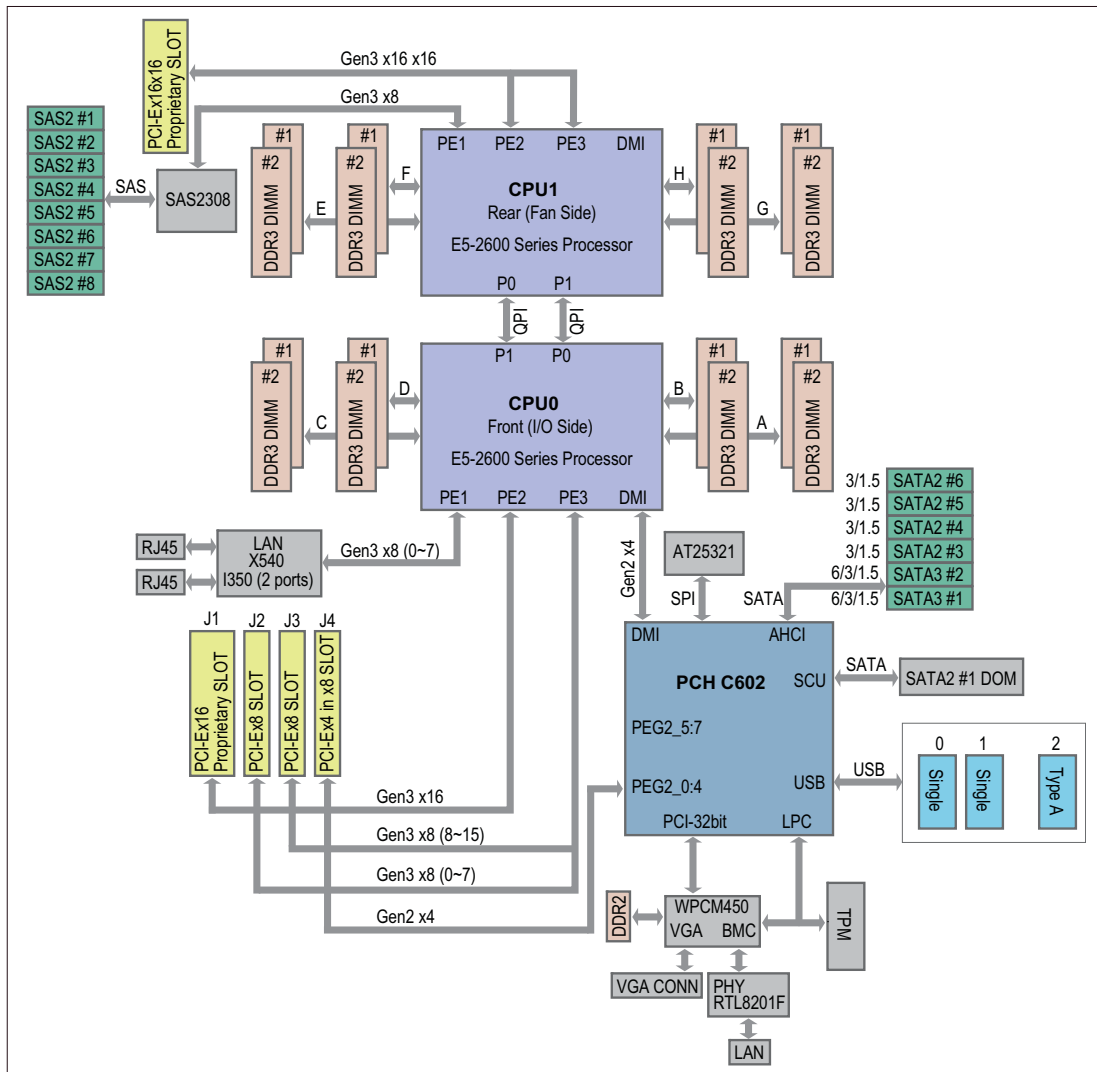 Gen3 x16 x16
Gen3 x8
PCI-Ex16x16
Proprietary SLOT
SAS2 #1
SAS2 #2
SAS2 #3
SAS2 #4
SAS2 #5
SAS2 #6
SAS2 #7
SAS2 #8
SAS
SAS2308
#1
#2
DDR3 DIMM
E
#1
#2
DDR3 DIMM
F
PE1
PE2
PE3
DMI
CPU1
Rear (Fan Side)
E5-2600 Series Processor
P0
P1
H
#1
#2
DDR3 DIMM
G
#1
#2
DDR3 DIMM
QPI
QPI
#1
#2
DDR3 DIMM
C
#1
#2
DDR3 DIMM
D
P1
P0
CPU0
Front (I/O Side)
E5-2600 Series Processor
PE1
PE2
PE3
DMI
B
#1
#2
DDR3 DIMM
A
#1
#2
DDR3 DIMM
RJ45
RJ45
LAN
X540
I350 (2 ports)
Gen3 x8 (0~7)
Gen2 x4
AT25321
SPI
SATA
3/1.5
SATA2 #6
3/1.5
SATA2 #5
3/1.5
SATA2 #4
3/1.5
SATA2 #3
6/3/1.5
SATA3 #2
6/3/1.5
SATA3 #1
J1
J2
J3
J4
PCI-Ex16
Proprietary SLOT
PCI-Ex8 SLOT
PCI-Ex8 SLOT
PCI-Ex4 in x8 SLOT
DMI
AHCI
PCH C602
SCU
PEG2_5:7
PEG2_0:4
USB
PCI-32bit
LPC
SATA
SATA2 #1 DOM
USB
0
1
2
Single
Single
Type A
Gen3 x16
Gen3 x8 (8~15)
Gen3 x8 (0~7)
Gen2 x4
DDR2
WPCM450
VGA
BMC
TPM
VGA CONN
PHY
RTL8201F
LAN